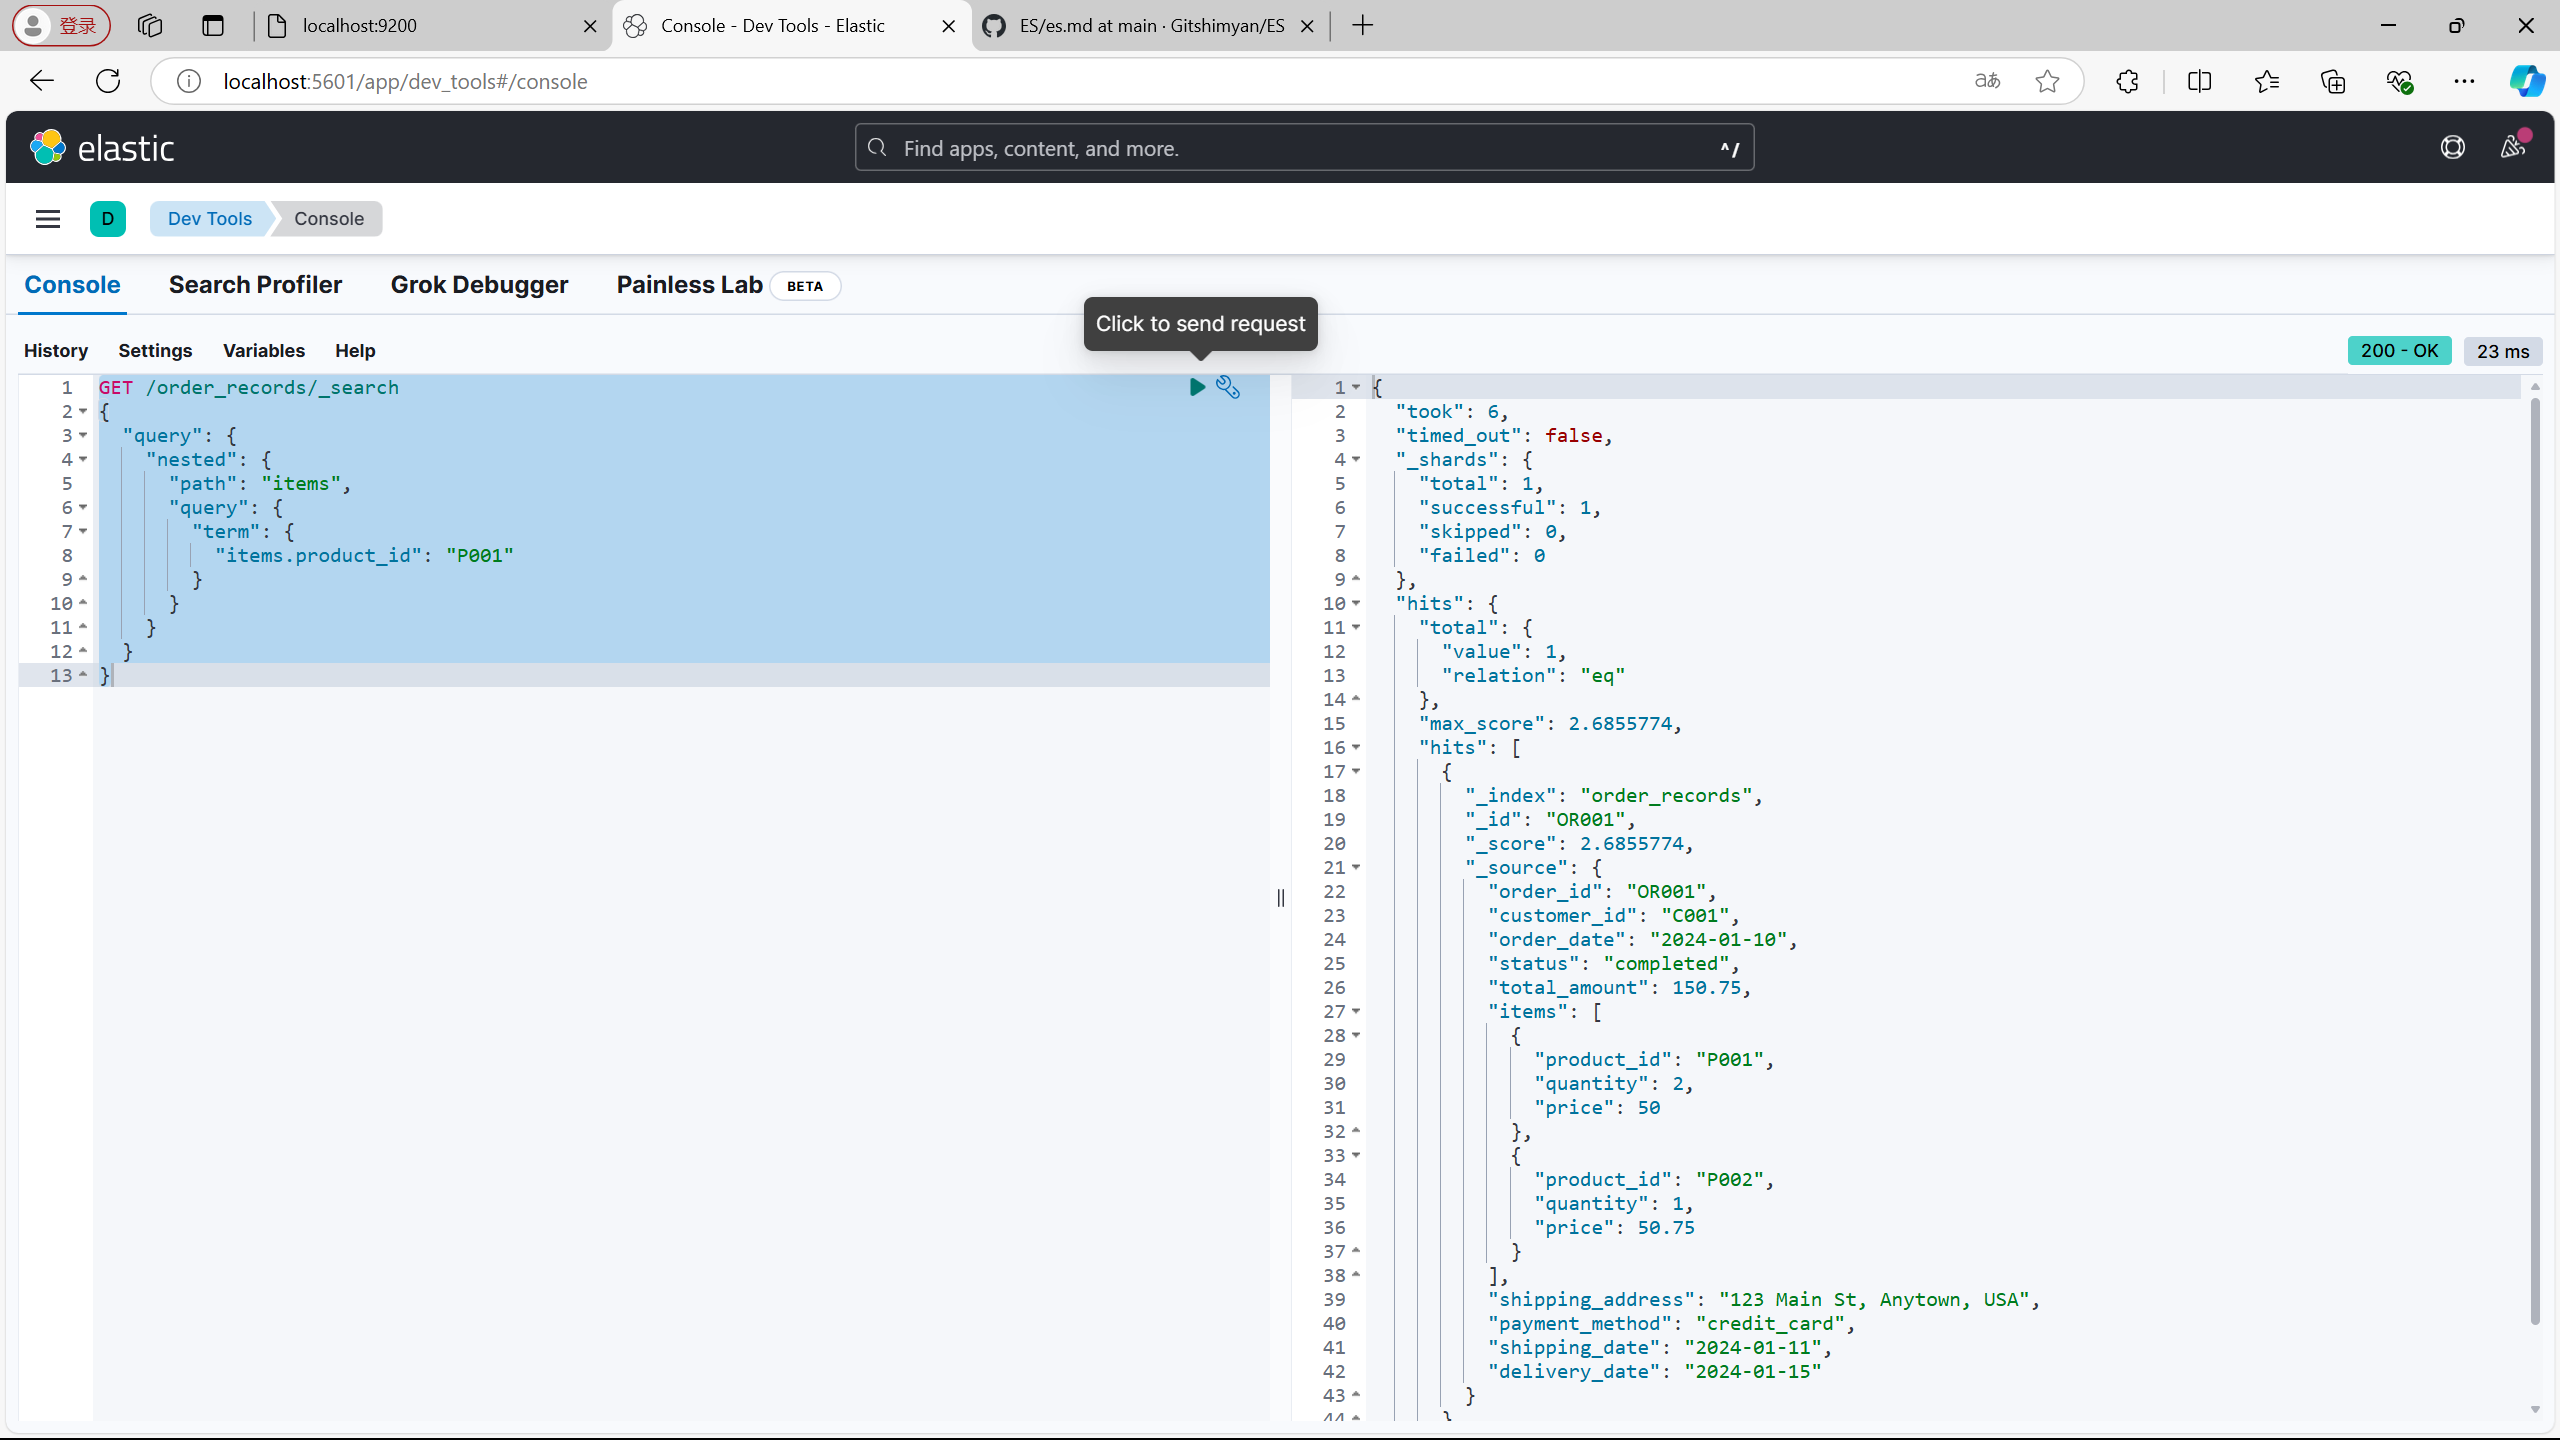 登录
localhost:9200
Console - Dev Tools - Elastic
ES/es.md at main · Gitshimyan/ES
localhost:5601/app/dev_tools#/console
aあ
elastic
Find apps, content, and more.
^/
D
Dev Tools
Console
Console
Search Profiler
Grok Debugger
Painless Lab
BETA
Click to send request
History
Settings
Variables
Help
200 - OK
23 ms
1 GET /order_records/_search
2 {
3 "query": {
4 "nested": {
5 "path": "items",
6 "query": {
7 "term": {
8 "items.product_id": "P001"
9 }
10 }
11 }
12 }
13 }
1 {
2 "took": 6,
3 "timed_out": false,
4 "_shards": {
5 "total": 1,
6 "successful": 1,
7 "skipped": 0,
8 "failed": 0
9 },
10 "hits": {
11 "total": {
12 "value": 1,
13 "relation": "eq"
14 },
15 "max_score": 2.6855774,
16 "hits": [
17 {
18 "_index": "order_records",
19 "_id": "OR001",
20 "_score": 2.6855774,
21 "_source": {
22 "order_id": "OR001",
23 "customer_id": "C001",
24 "order_date": "2024-01-10",
25 "status": "completed",
26 "total_amount": 150.75,
27 "items": [
28 {
29 "product_id": "P001",
30 "quantity": 2,
31 "price": 50
32 },
33 {
34 "product_id": "P002",
35 "quantity": 1,
36 "price": 50.75
37 }
38 ],
39 "shipping_address": "123 Main St, Anytown, USA",
40 "payment_method": "credit_card",
41 "shipping_date": "2024-01-11",
42 "delivery_date": "2024-01-15"
43 }
44 }